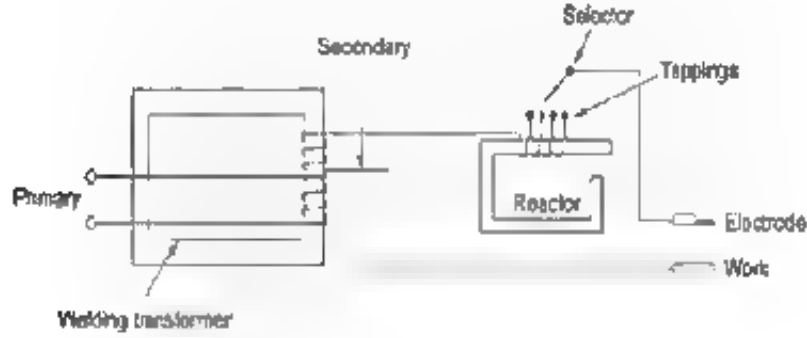 Selector
Secondary
Tappings
Primary
Reactor
Electrode
Work
Welding transformer